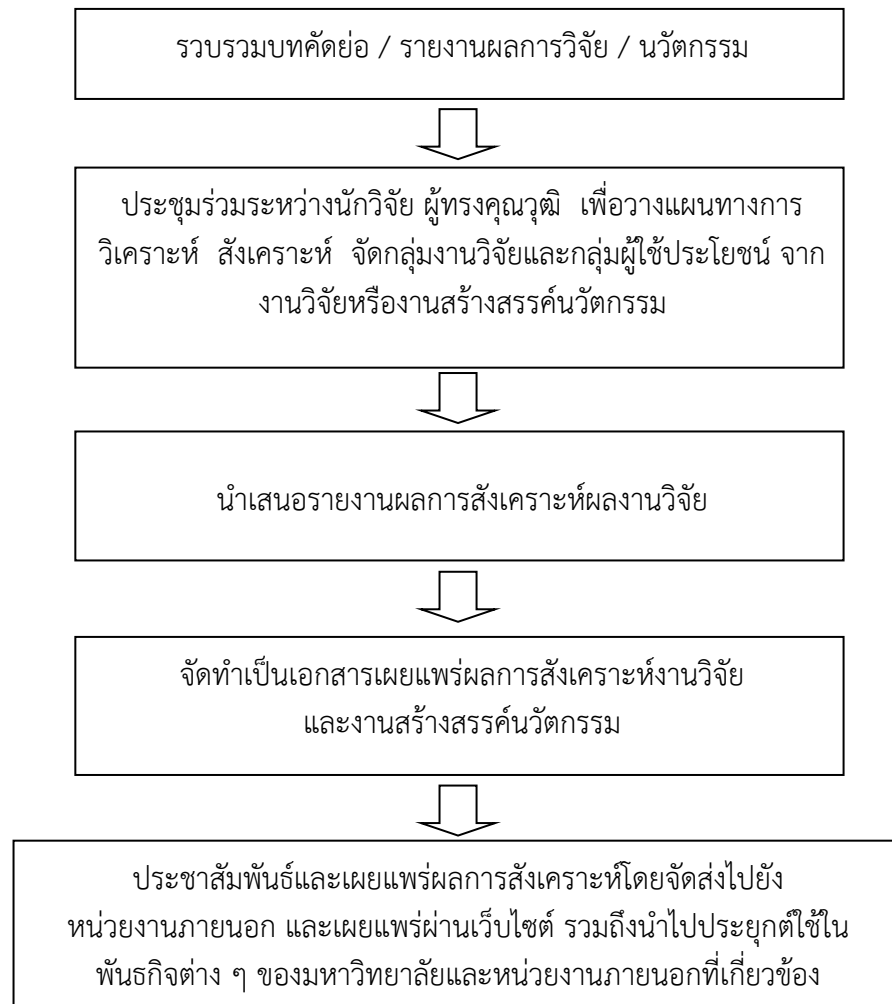 รวบรวมบทคัดย่อ / รายงานผลการวิจัย / นวัตกรรม
ประชุมร่วมระหว่างนักวิจัย ผู้ทรงคุณวุฒิ เพื่อวางแผนทางการ
วิเคราะห์ สังเคราะห์ จัดกลุ่มงานวิจัยและกลุ่มผู้ใช้ประโยชน์ จาก
งานวิจัยหรืองานสร้างสรรค์นวัตกรรม
นำเสนอรายงานผลการสังเคราะห์ผลงานวิจัย
จัดทำเป็นเอกสารเผยแพร่ผลการสังเคราะห์งานวิจัย
และงานสร้างสรรค์นวัตกรรม
ประชาสัมพันธ์และเผยแพร่ผลการสังเคราะห์โดยจัดส่งไปยัง
หน่วยงานภายนอก และเผยแพร่ผ่านเว็บไซต์ รวมถึงนำไปประยุกต์ใช้ใน
พันธกิจต่าง ๆ ของมหาวิทยาลัยและหน่วยงานภายนอกที่เกี่ยวข้อง